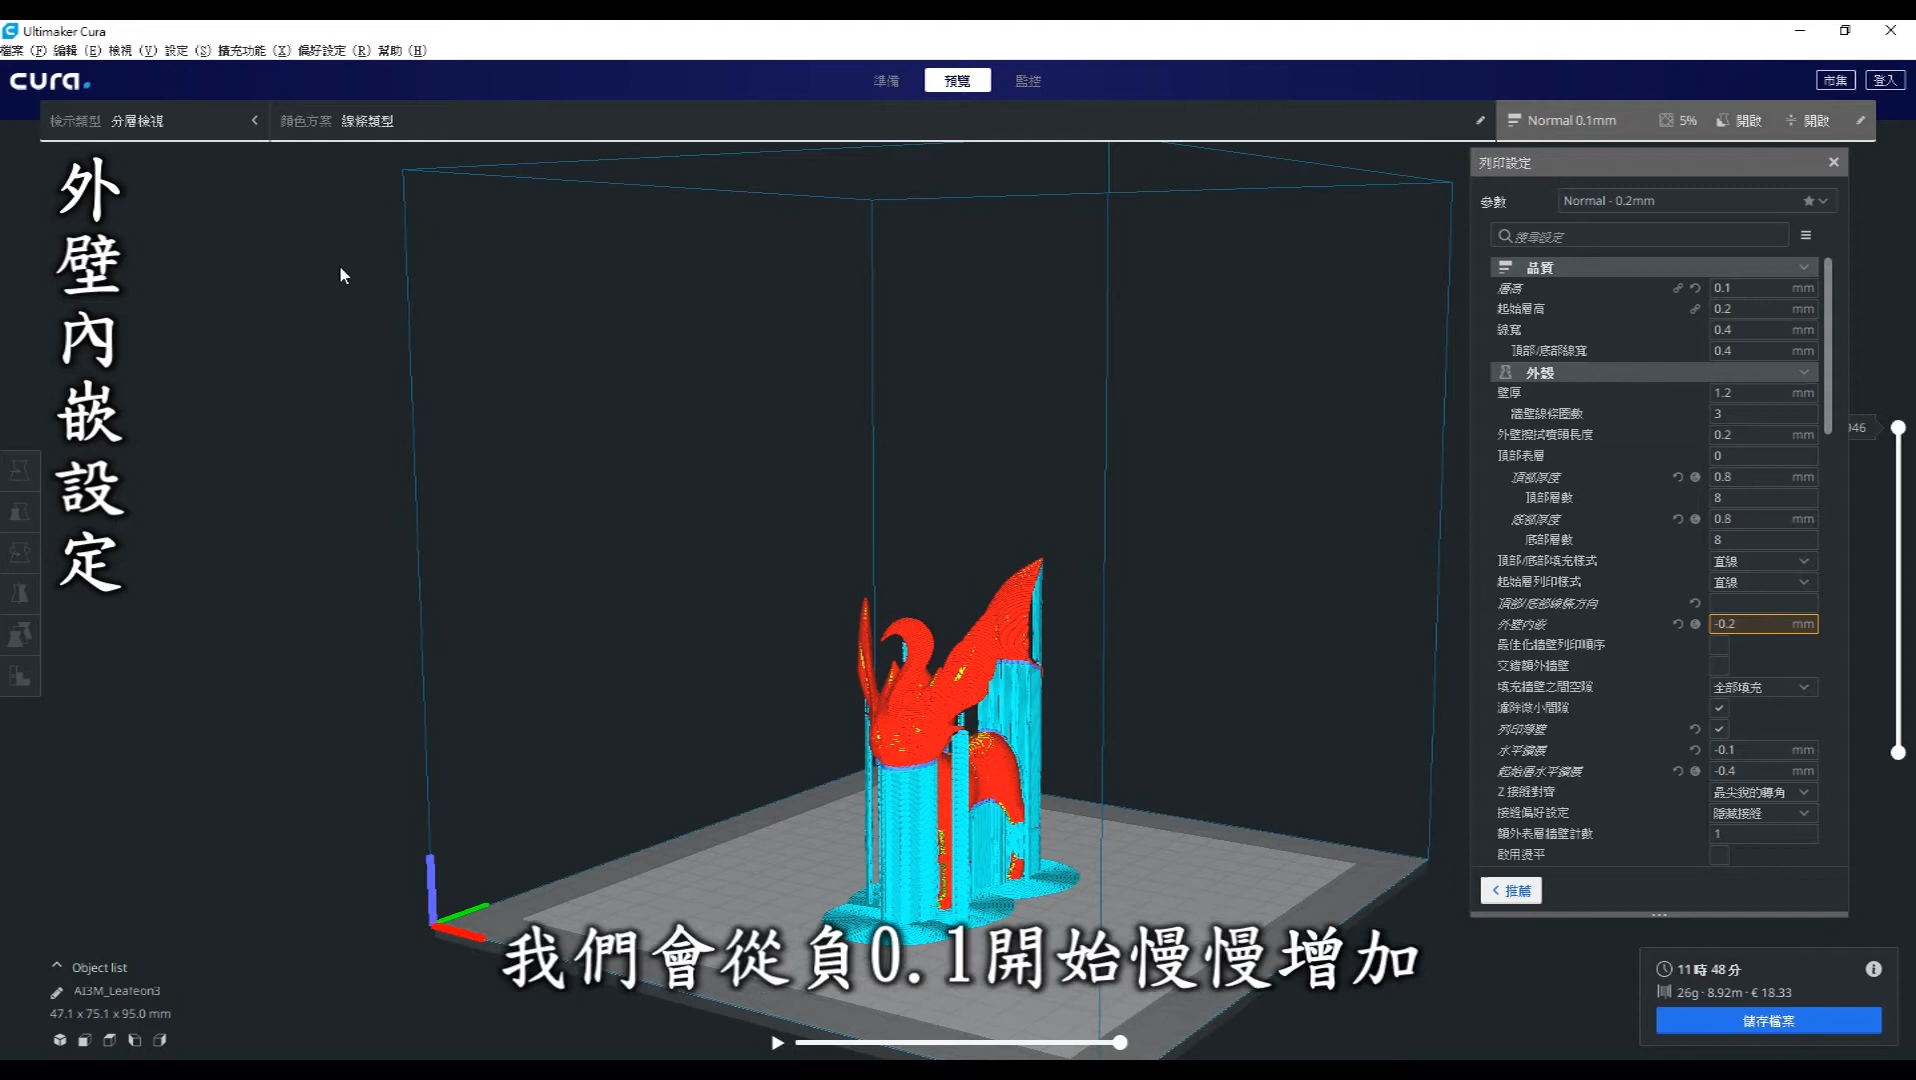 Ultimaker Cura
檔案 (F) 編輯 (E) 檢視 (V) 設定 (S) 擴充功能 (X) 偏好設定 (R) 幫助 (H)
cura.
準備 預覽 監控
市集 登入
檢示類型 分層檢視
顏色方案 線條類型
Normal 0.1mm 5% 開啟 開啟
外壁內嵌設定
列印設定
參數 Normal - 0.2mm
搜尋設定
品質
層高 0.1 mm
起始層高 0.2 mm
線寬 0.4 mm
頂部/底部線寬 0.4 mm
外殼
壁厚 1.2 mm
牆壁線條圈數 3
外壁擦拭噴頭長度 0.2 mm
頂部表層 0
頂部厚度 0.8 mm
頂部層數 8
底部厚度 0.8 mm
底部層數 8
頂部/底部填充樣式 直線
起始層列印樣式 直線
頂部/底部線條方向
外壁內嵌 -0.2 mm
最佳化牆壁列印順序
交錯額外牆壁
填充牆壁之間空隙 全部填充
濾除微小間隙
列印薄壁
水平擴展 -0.1 mm
起始層水平擴展 -0.4 mm
Z 接縫對齊 最尖銳的轉角
接縫偏好設定 隱藏接縫
額外表層牆壁計數 1
啟用燙平
推薦
946
我們會從負0.1開始慢慢增加
Object list
AI3M_Leafeon3
47.1 x 75.1 x 95.0 mm
11 時 48 分
26g · 8.92m · € 18.33
儲存檔案